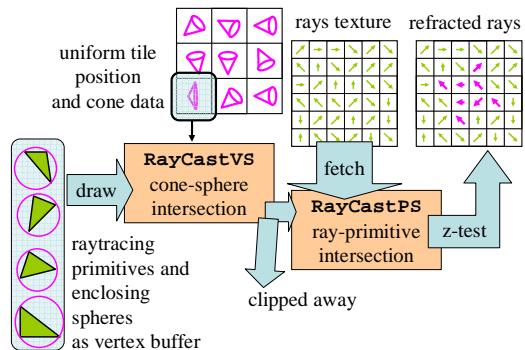 uniform tile
position
and cone data
rays texture
refracted rays
RayCastVS
cone-sphere
intersection
draw
fetch
RayCastPS
ray-primitive
intersection
z-test
raytracing
primitives and
enclosing
spheres
as vertex buffer
clipped away